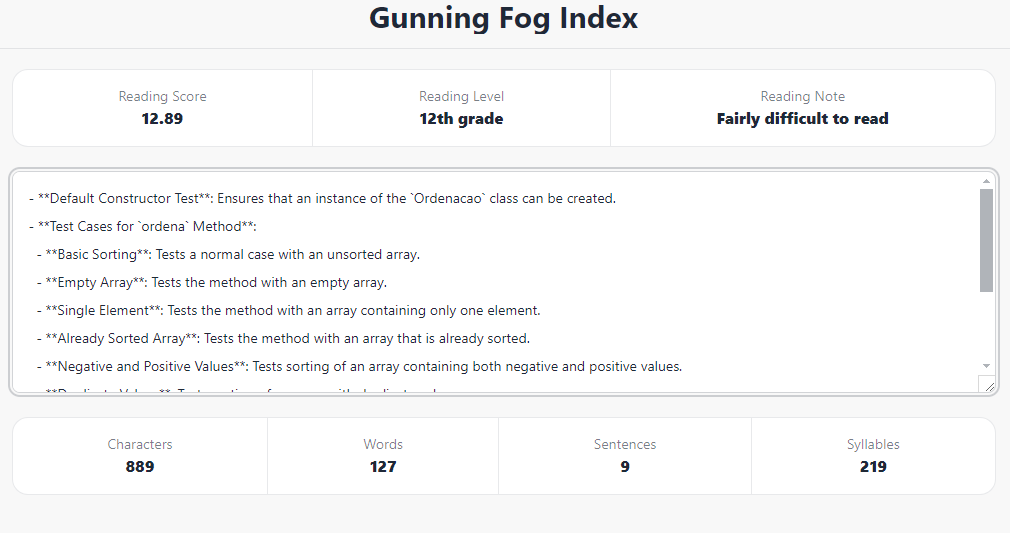 Gunning Fog Index
Reading Score
12.89
Reading Level
12th grade
Reading Note
Fairly difficult to read
- **Default Constructor Test**: Ensures that an instance of the `Ordenacao` class can be created.
- **Test Cases for `ordena` Method**:
- **Basic Sorting**: Tests a normal case with an unsorted array.
- **Empty Array**: Tests the method with an empty array.
- **Single Element**: Tests the method with an array containing only one element.
- **Already Sorted Array**: Tests the method with an array that is already sorted.
- **Negative and Positive Values**: Tests sorting of an array containing both negative and positive values.
Characters
889
Words
127
Sentences
9
Syllables
219